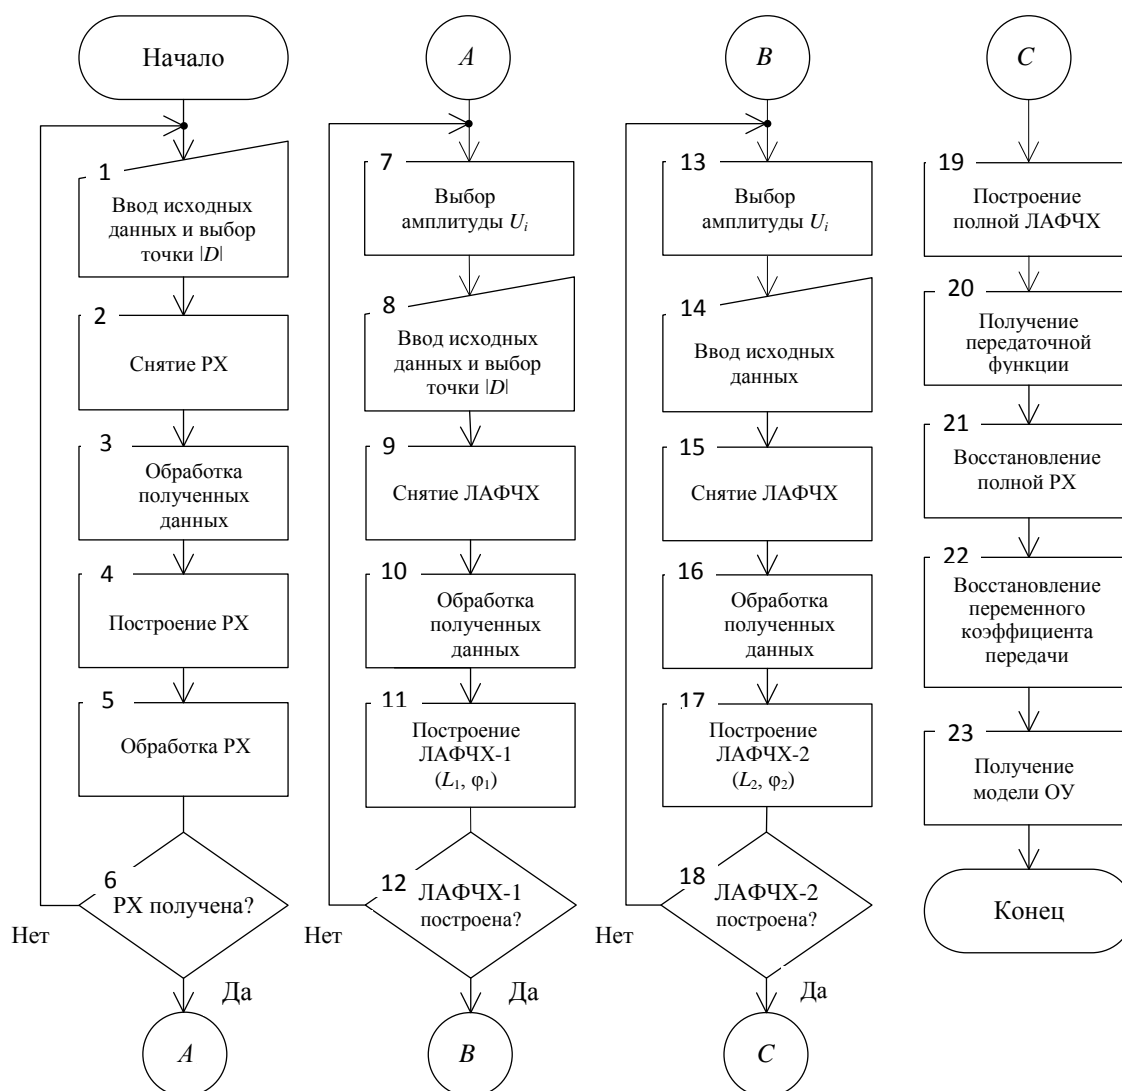 Начало
1
Ввод исходных
данных и выбор
точки |D|
2
Снятие РХ
3
Обработка
полученных
данных
4
Построение РХ
5
Обработка РХ
6
РХ получена?
Нет
Да
A
A
7
Выбор
амплитуды Ui
8
Ввод исходных
данных и выбор
точки |D|
9
Снятие ЛАФЧХ
10
Обработка
полученных
данных
11
Построение
ЛАФЧХ-1
(L1, φ1)
12
ЛАФЧХ-1
построена?
Нет
Да
B
B
13
Выбор
амплитуды Ui
14
Ввод исходных
данных
15
Снятие ЛАФЧХ
16
Обработка
полученных
данных
17
Построение
ЛАФЧХ-2
(L2, φ2)
18
ЛАФЧХ-2
построена?
Нет
Да
C
C
19
Построение
полной ЛАФЧХ
20
Получение
передаточной
функции
21
Восстановление
полной РХ
22
Восстановление
переменного
коэффициента
передачи
23
Получение
модели ОУ
Конец